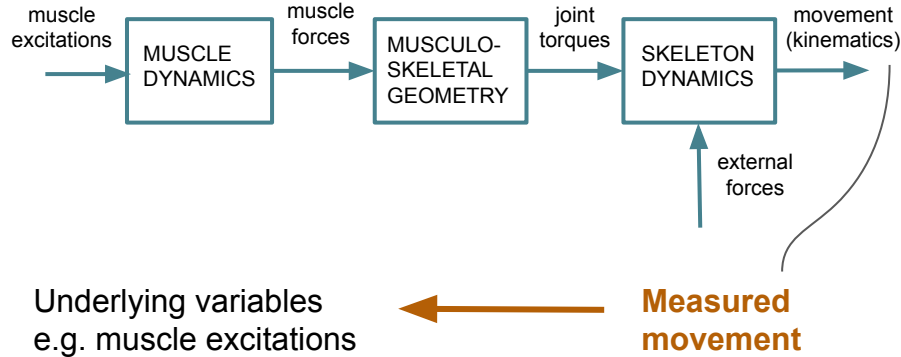 muscle
excitations
MUSCLE
DYNAMICS
muscle
forces
MUSCULO-
SKELETAL
GEOMETRY
joint
torques
SKELETON
DYNAMICS
movement
(kinematics)
external
forces
Underlying variables
e.g. muscle excitations
Measured
movement